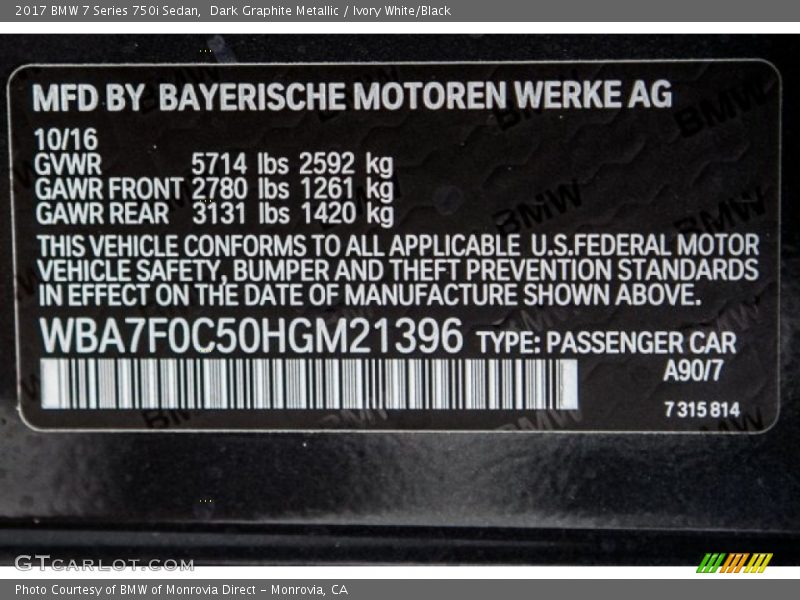 2017 BMW 7 Series 750i Sedan,  Dark Graphite Metallic / Ivory White/Black
MFD BY BAYERISCHE MOTOREN WERKE AG
10/16
GVWR 5714 lbs 2592 kg
GAWR FRONT 2780 lbs 1261 kg
GAWR REAR 3131 lbs 1420 kg
THIS VEHICLE CONFORMS TO ALL APPLICABLE U.S.FEDERAL MOTOR
VEHICLE SAFETY, BUMPER AND THEFT PREVENTION STANDARDS
IN EFFECT ON THE DATE OF MANUFACTURE SHOWN ABOVE.
WBA7F0C50HGM21396 TYPE: PASSENGER CAR
A90/7
7 315 814
GTCARLOT.COM
Photo Courtesy of BMW of Monrovia Direct - Monrovia, CA